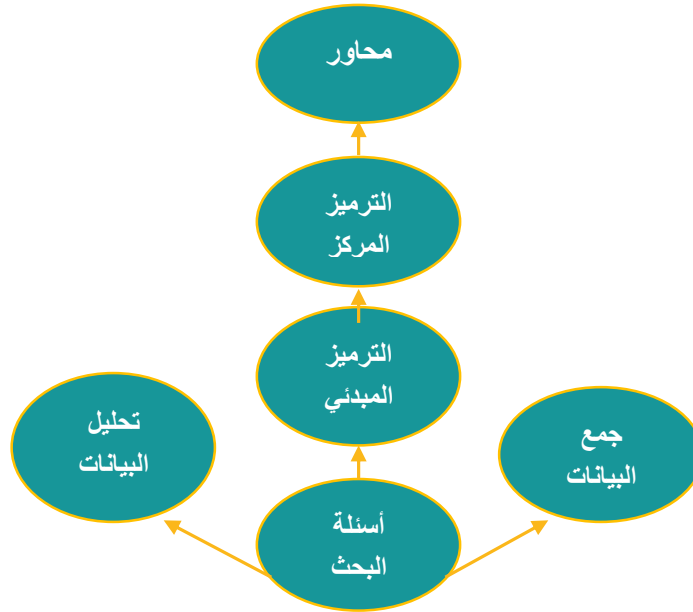 محاور
الترميز
المركز
الترميز
المبدئي
جمع
البيانات
تحليل
البيانات
أسئلة
البحث